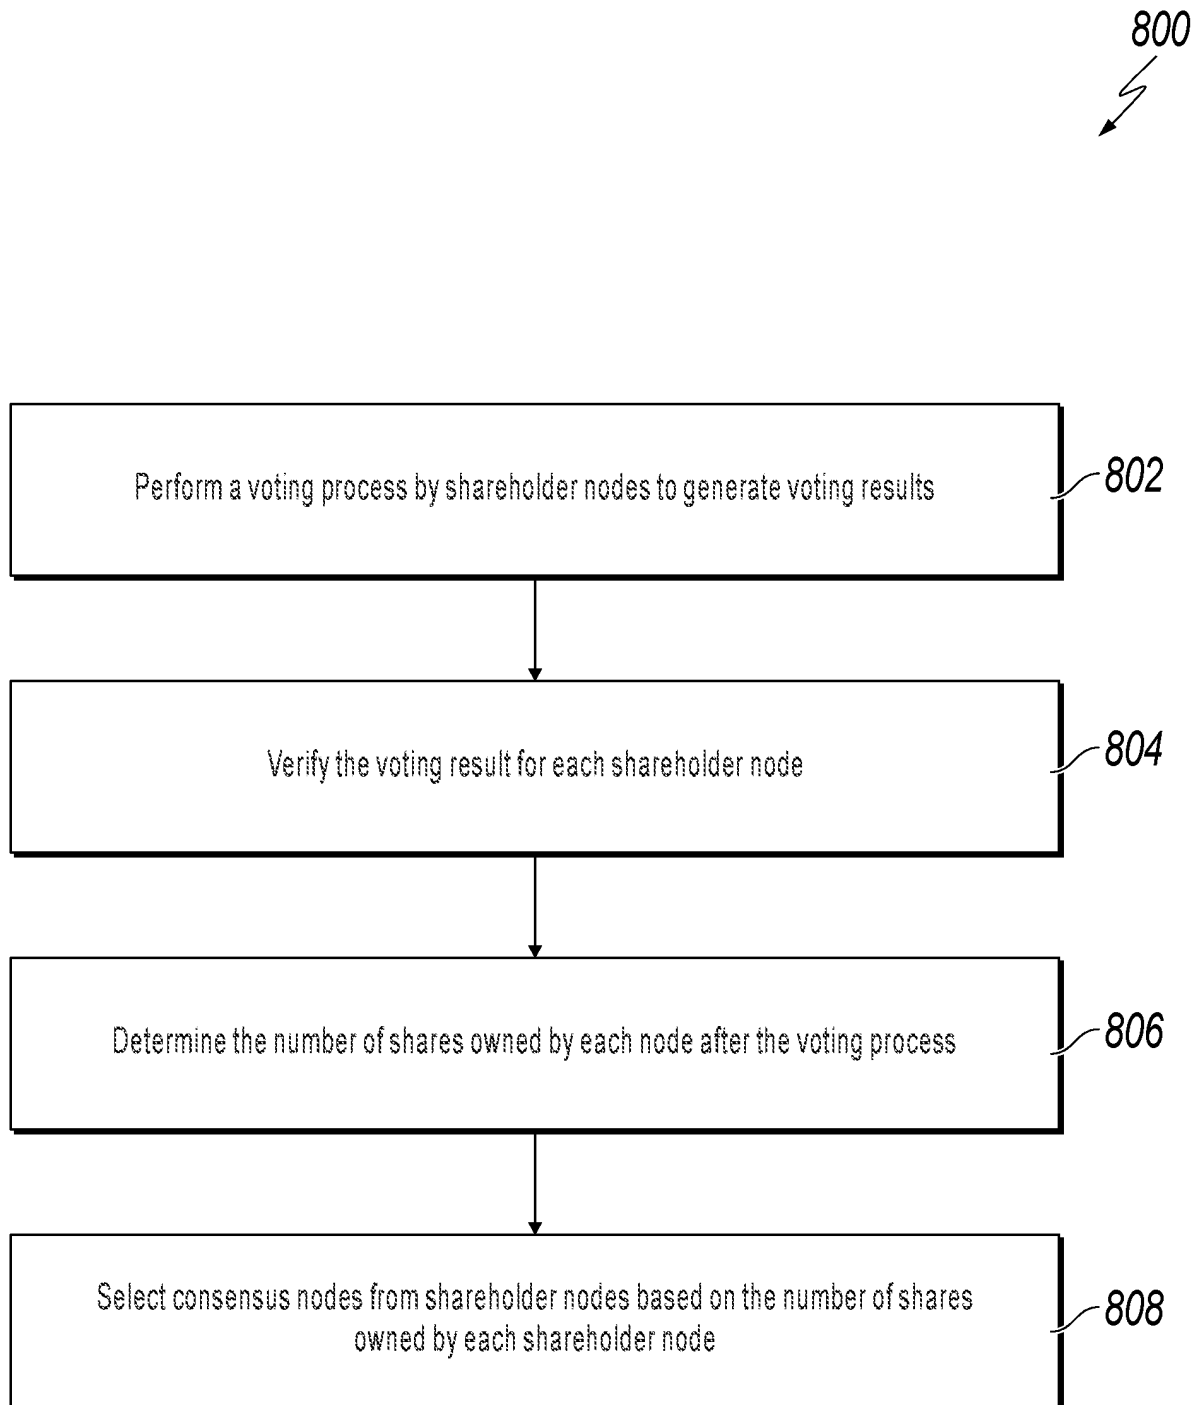 800
Perform a voting process by shareholder nodes to generate voting results
802
Verify the voting result for each shareholder node
804
Determine the number of shares owned by each node after the voting process
806
Select consensus nodes from shareholder nodes based on the number of shares
owned by each shareholder node
808